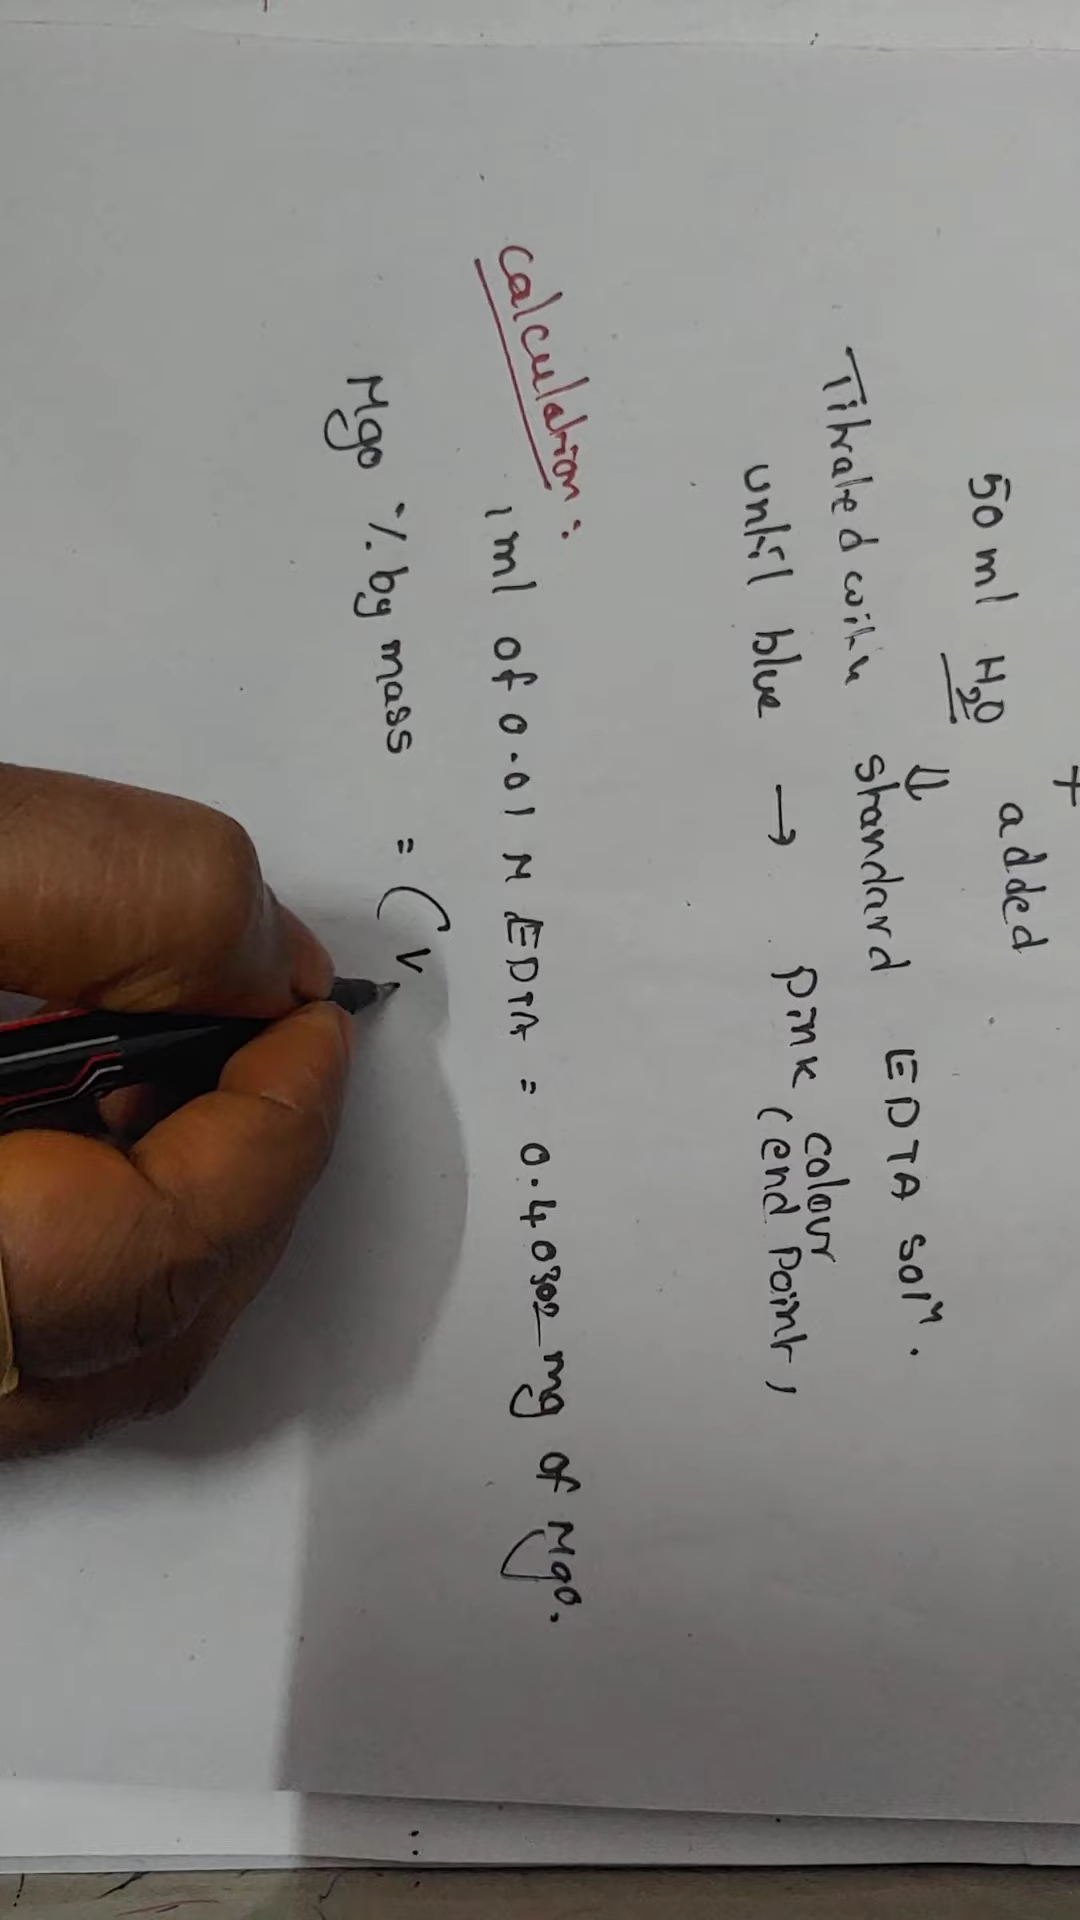 +
50 ml H2O added
⇓
Titrated with standard EDTA solⁿ.
until blue → pink colour
(end point)
Calculation:
1 ml of 0.01 M EDTA = 0.40302 mg of Mgo.
Mgo % by mass = (V